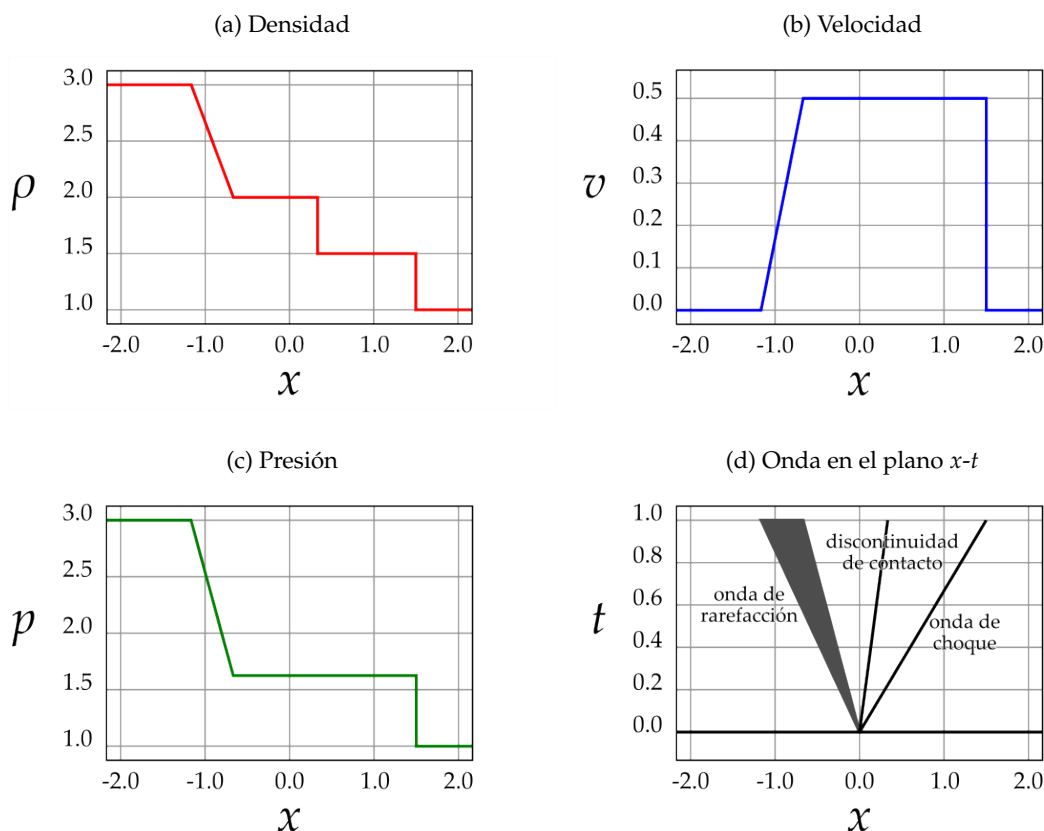 (a) Densidad
3.0
2.5
2.0
1.5
1.0
ρ
-2.0 -1.0 0.0 1.0 2.0
x
(b) Velocidad
0.5
0.4
0.3
0.2
0.1
0.0
v
-2.0 -1.0 0.0 1.0 2.0
x
(c) Presión
3.0
2.5
2.0
1.5
1.0
p
-2.0 -1.0 0.0 1.0 2.0
x
(d) Onda en el plano x-t
1.0
0.8
0.6
0.4
0.2
0.0
t
discontinuidad
de contacto
onda de
rarefacción
onda de
choque
-2.0 -1.0 0.0 1.0 2.0
x